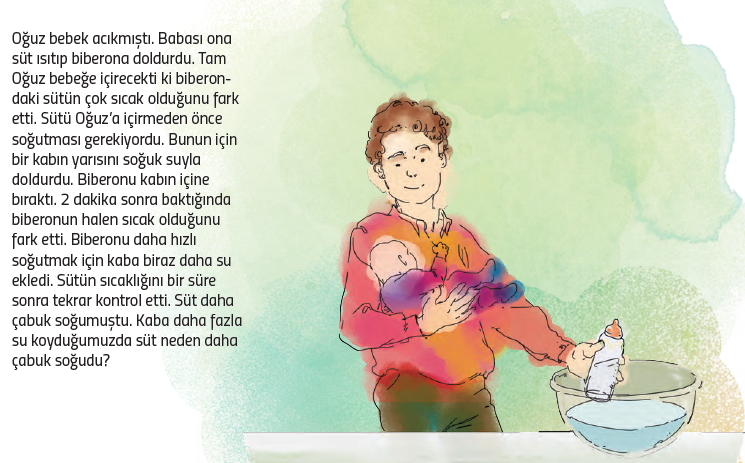 Oğuz bebek acıkmıştı. Babası ona
süt ısıtıp biberona doldurdu. Tam
Oğuz bebeğe içirecekti ki biberon-
daki sütün çok sıcak olduğunu fark
etti. Sütü Oğuz’a içirmeden önce
soğutması gerekiyordu. Bunun için
bir kabın yarısını soğuk suyla
doldurdu. Biberonu kabın içine
bıraktı. 2 dakika sonra baktığında
biberonun halen sıcak olduğunu
fark etti. Biberonu daha hızlı
soğutmak için kaba biraz daha su
ekledi. Sütün sıcaklığını bir süre
sonra tekrar kontrol etti. Süt daha
çabuk soğumuştu. Kaba daha fazla
su koyduğumuzda süt neden daha
çabuk soğudu?